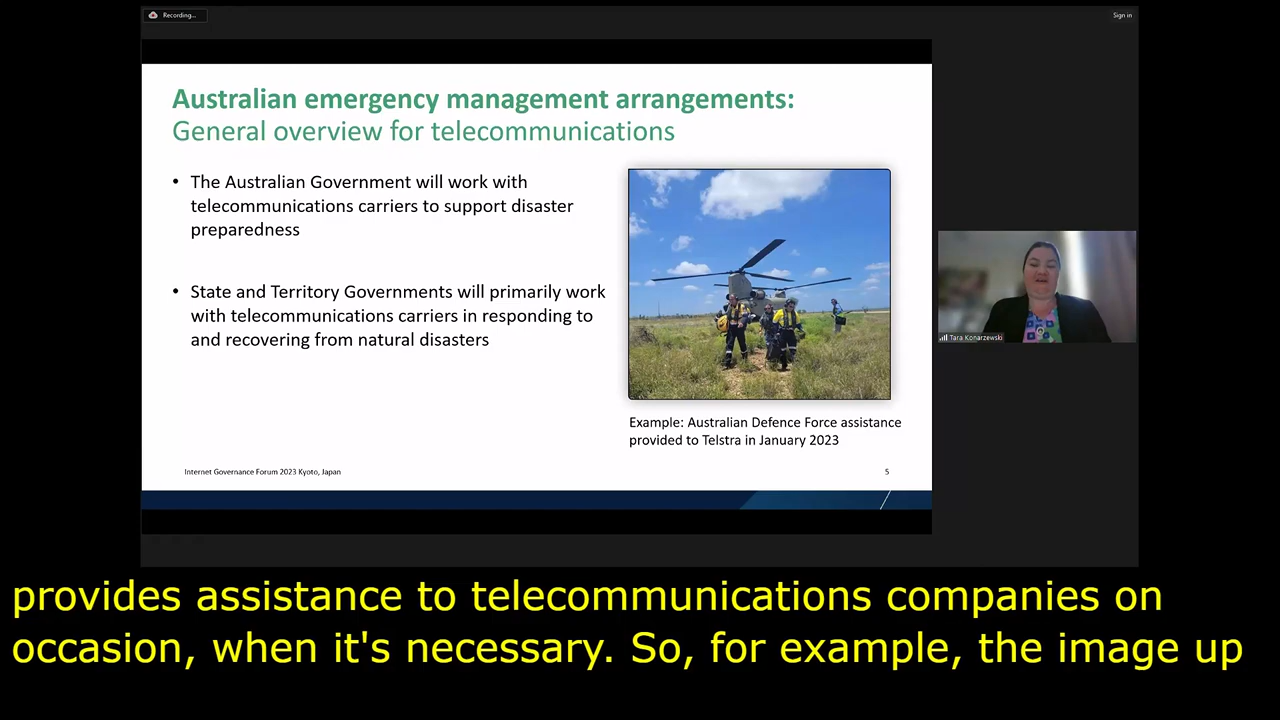 Recording...
Sign in
Australian emergency management arrangements:
General overview for telecommunications
• The Australian Government will work with
telecommunications carriers to support disaster
preparedness
• State and Territory Governments will primarily work
with telecommunications carriers in responding to
and recovering from natural disasters
Example: Australian Defence Force assistance
provided to Telstra in January 2023
Internet Governance Forum 2023 Kyoto, Japan
5
Tara Konarzewski
provides assistance to telecommunications companies on
occasion, when it's necessary. So, for example, the image up